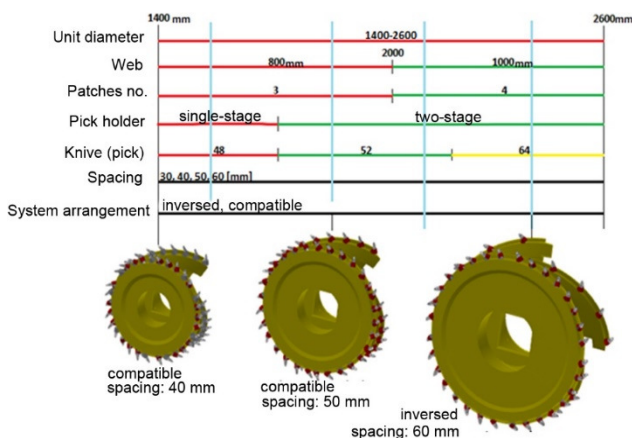 1400 mm
2600mm
Unit diameter
1400-2600
2000
Web
800mm
1000mm
Patches no.
3
4
Pick holder
single-stage
two-stage
Knive (pick)
48
52
64
Spacing
30, 40, 50, 60 [mm]
System arrangement
inversed, compatible
compatible
spacing: 40 mm
compatible
spacing: 50 mm
inversed
spacing: 60 mm